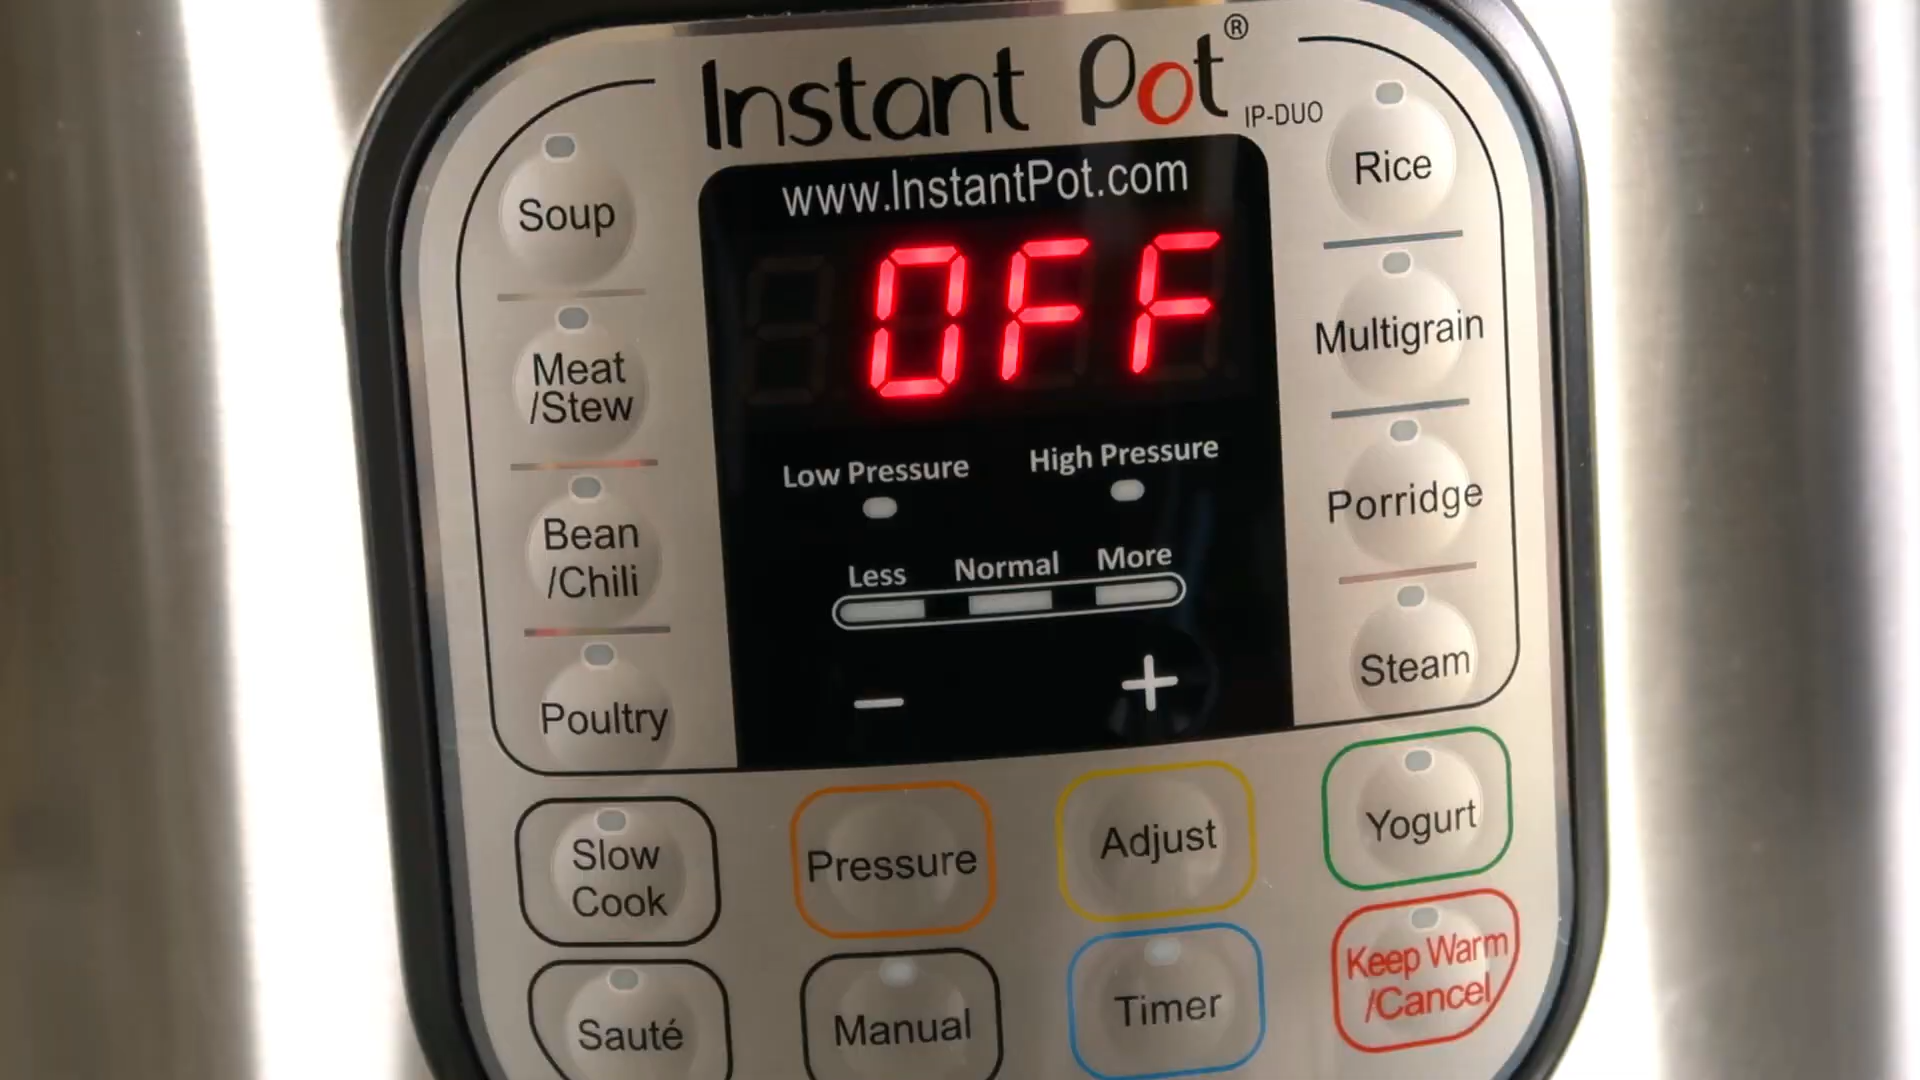 Instant Pot®
IP-DUO
www.InstantPot.com
OFF
Low Pressure
High Pressure
Less Normal More
− +
Soup
Meat
/Stew
Bean
/Chili
Poultry
Rice
Multigrain
Porridge
Steam
Slow
Cook
Pressure
Adjust
Yogurt
Sauté
Manual
Timer
Keep Warm
/Cancel